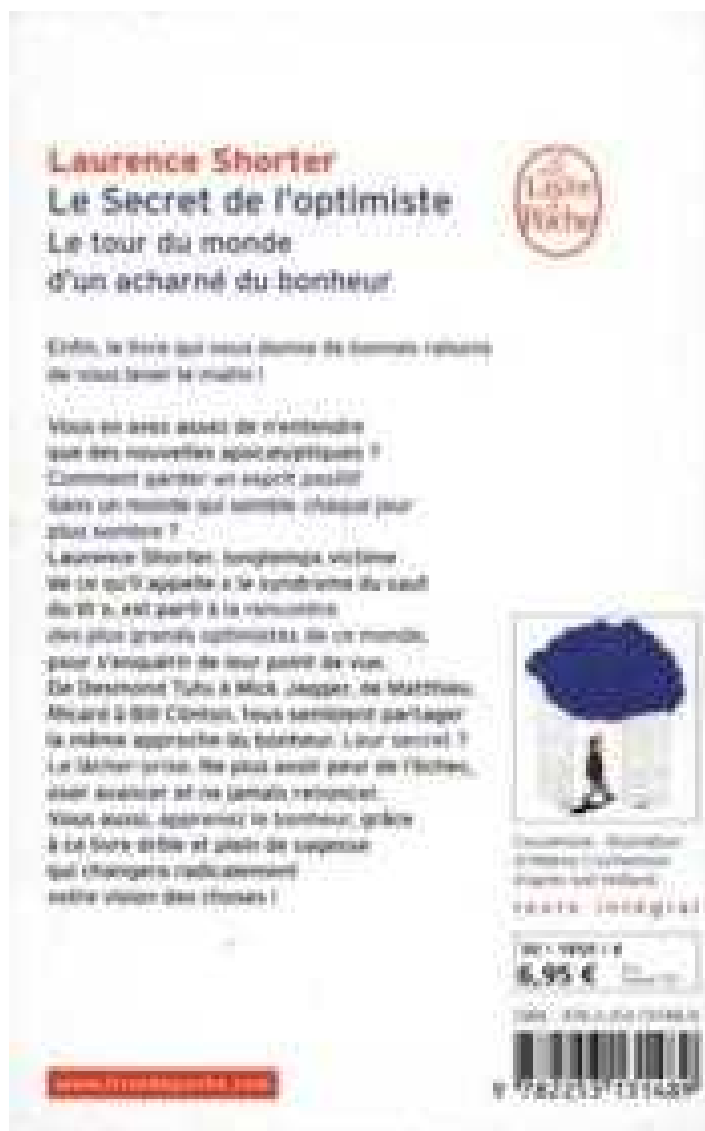 Laurence Shorter
Le Secret de l'optimiste
Le tour du monde
d'un acharné du bonheur
Le
Livre
de
Poche
Enfin, le livre qui vous donne de bonnes raisons
de vous lever le matin !
Vous en avez assez de n'entendre
que des nouvelles apocalyptiques ?
Comment garder un esprit positif
dans un monde qui semble chaque jour
plus sombre ?
Laurence Shorter, longtemps victime
de ce qu'il appelle « le syndrome du saut
du lit », est parti à la rencontre
des plus grands optimistes de ce monde,
pour s'enquérir de leur point de vue.
De Desmond Tutu à Mick Jagger, de Matthieu
Ricard à Bill Clinton, tous semblent partager
la même approche du bonheur. Leur secret ?
Le lâcher-prise. Ne plus avoir peur de l'échec,
oser avancer et ne jamais renoncer.
Vous aussi, apprenez le bonheur, grâce
à ce livre drôle et plein de sagesse
qui changera radicalement
votre vision des choses !
Couverture :
texte intégral
6,95 €
ISBN :
www.livredepoche.com